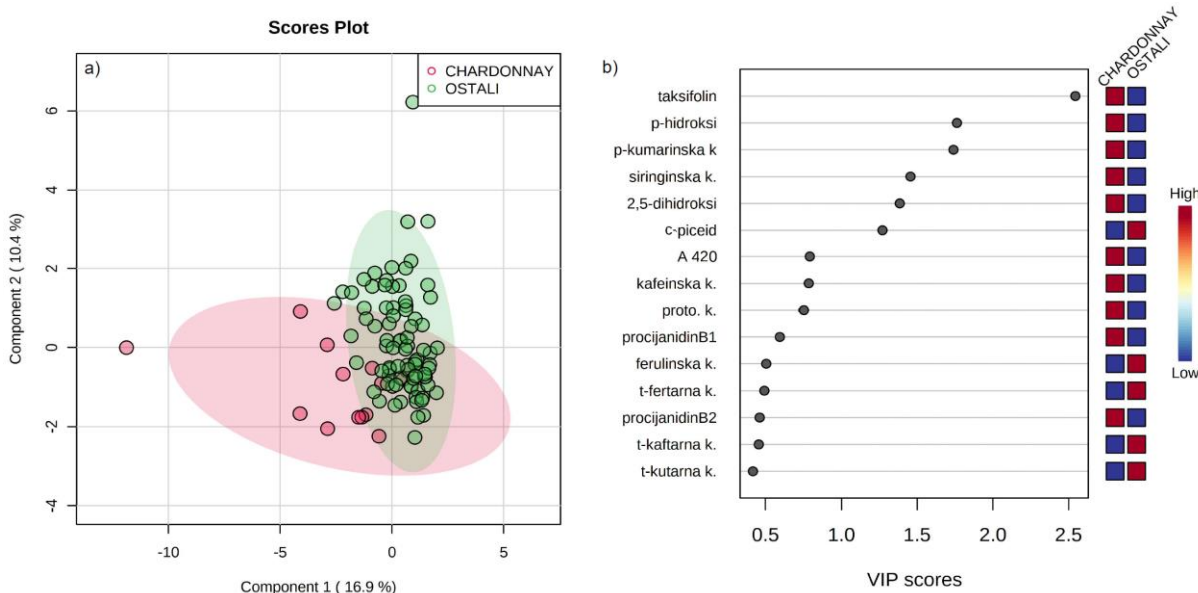 Scores Plot
a)
CHARDONNAY
OSTALI
6
4
2
0
-2
-4
Component 2 ( 10.4 %)
-10
-5
0
5
Component 1 ( 16.9 %)
b)
CHARDONNAY
OSTALI
taksifolin
p-hidroksi
p-kumarinska k
siringinska k.
2,5-dihidroksi
c-piceid
A 420
kafeinska k.
proto. k.
procijanidinB1
ferulinska k.
t-fertarna k.
procijanidinB2
t-kaftarna k.
t-kutarna k.
0.5
1.0
1.5
2.0
2.5
VIP scores
High
Low